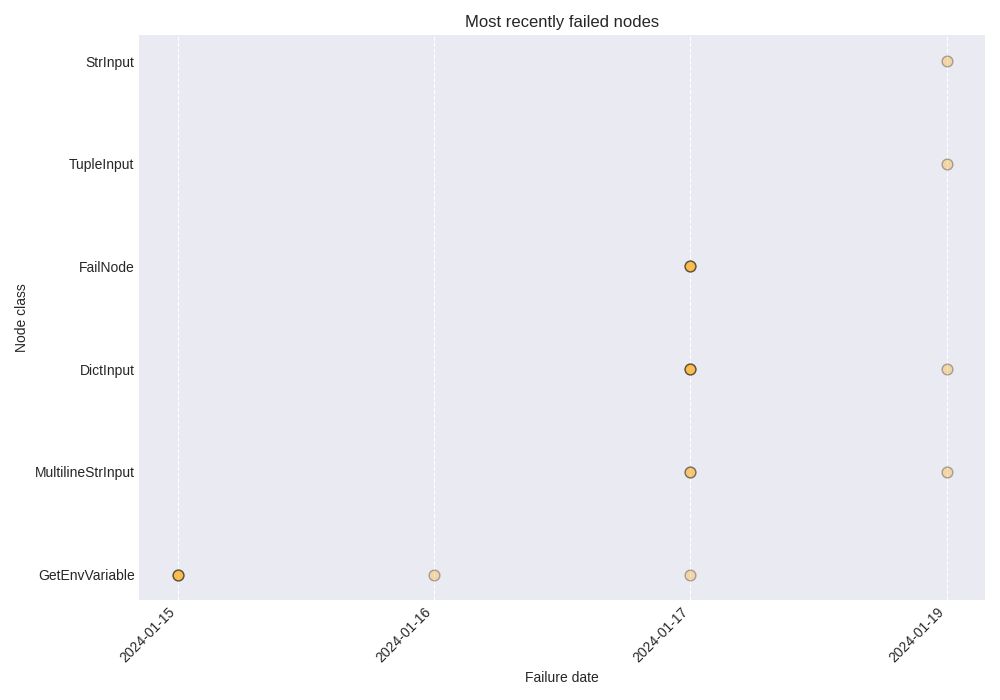 Most recently failed nodes
StrInput
TupleInput
FailNode
DictInput
MultilineStrInput
GetEnvVariable
Node class
2024-01-15
2024-01-16
2024-01-17
2024-01-19
Failure date